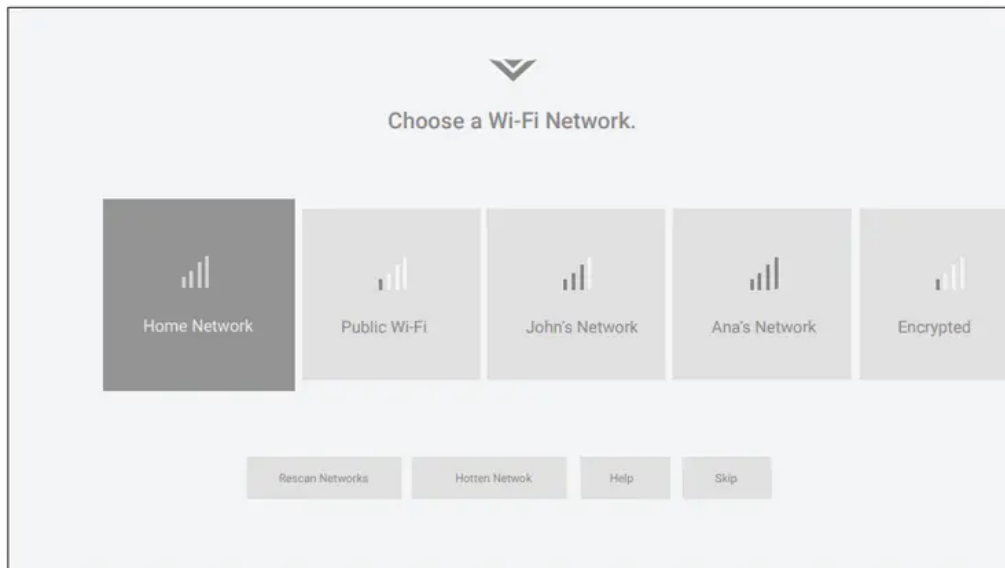 Choose a Wi-Fi Network.
Home Network
Public Wi-Fi
John's Network
Ana's Network
Encrypted
Rescan Networks
Hotten Netwok
Help
Skip